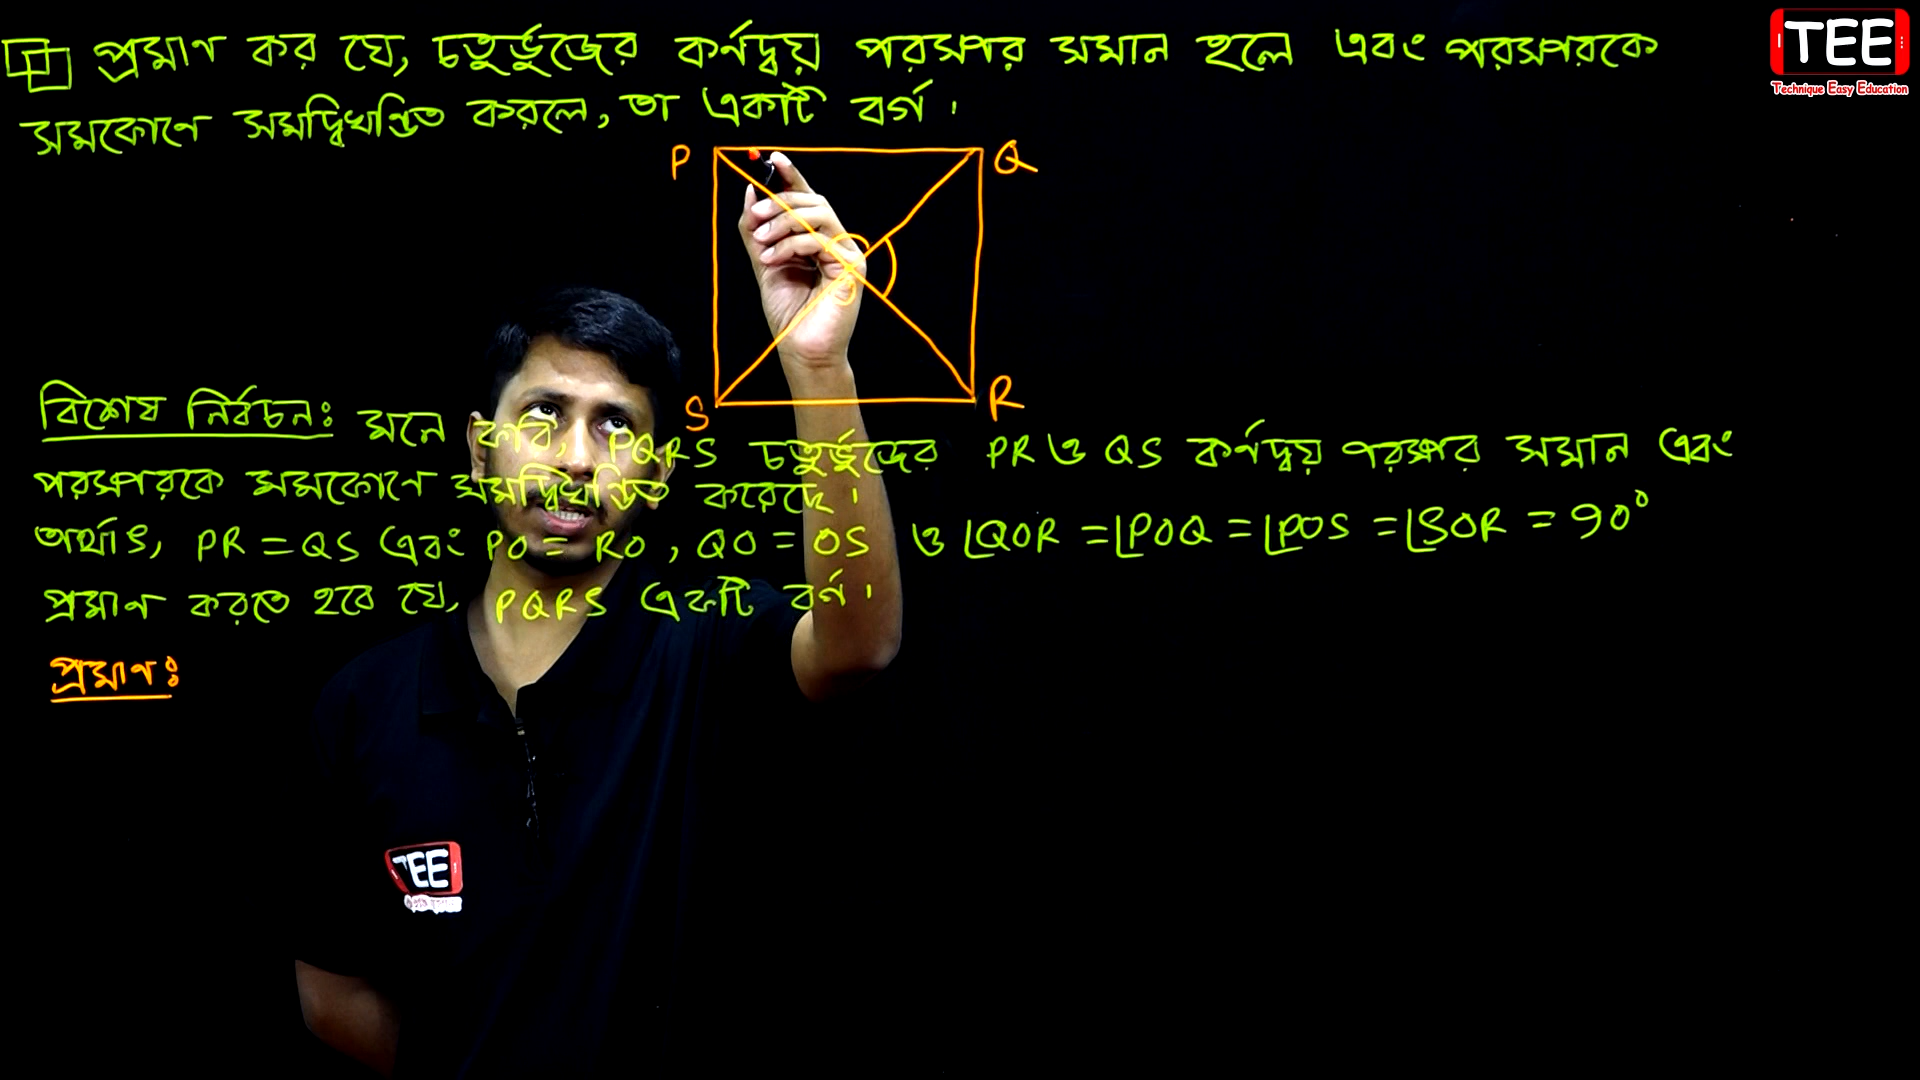 প্রমাণ কর যে, চতুর্ভুজের কর্ণদ্বয় পরস্পর সমান হলে এবং পরস্পরকে
সমকোণে সমদ্বিখণ্ডিত করলে, তা একটি বর্গ।
TEE
Technique Easy Education
P
Q
S
R
বিশেষ নির্বচন: মনে করি, PQRS চতুর্ভুজের PR ও QS কর্ণদ্বয় পরস্পর সমান এবং
পরস্পরকে সমকোণে সমদ্বিখণ্ডিত করেছে।
অর্থাৎ, PR = QS এবং PO = RO, QO = OS ও ∠QOR = ∠POQ = ∠POS = ∠SOR = 90°
প্রমাণ করতে হবে যে, PQRS একটি বর্গ।
প্রমাণ:
TEE